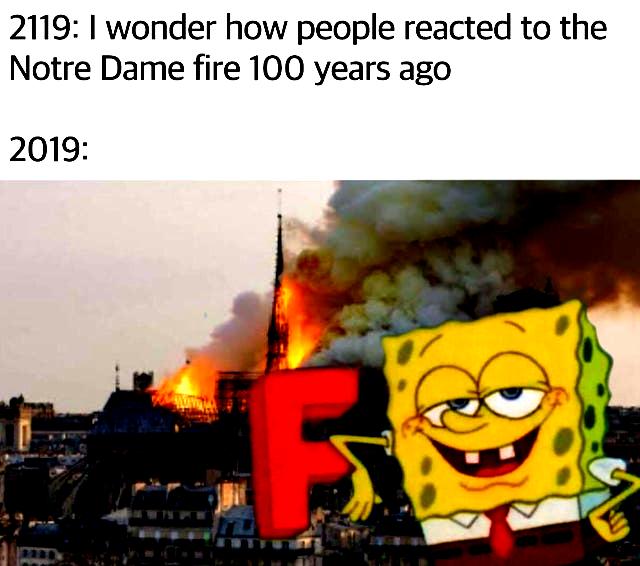 2119: I wonder how people reacted to the
Notre Dame fire 100 years ago
2019:
F